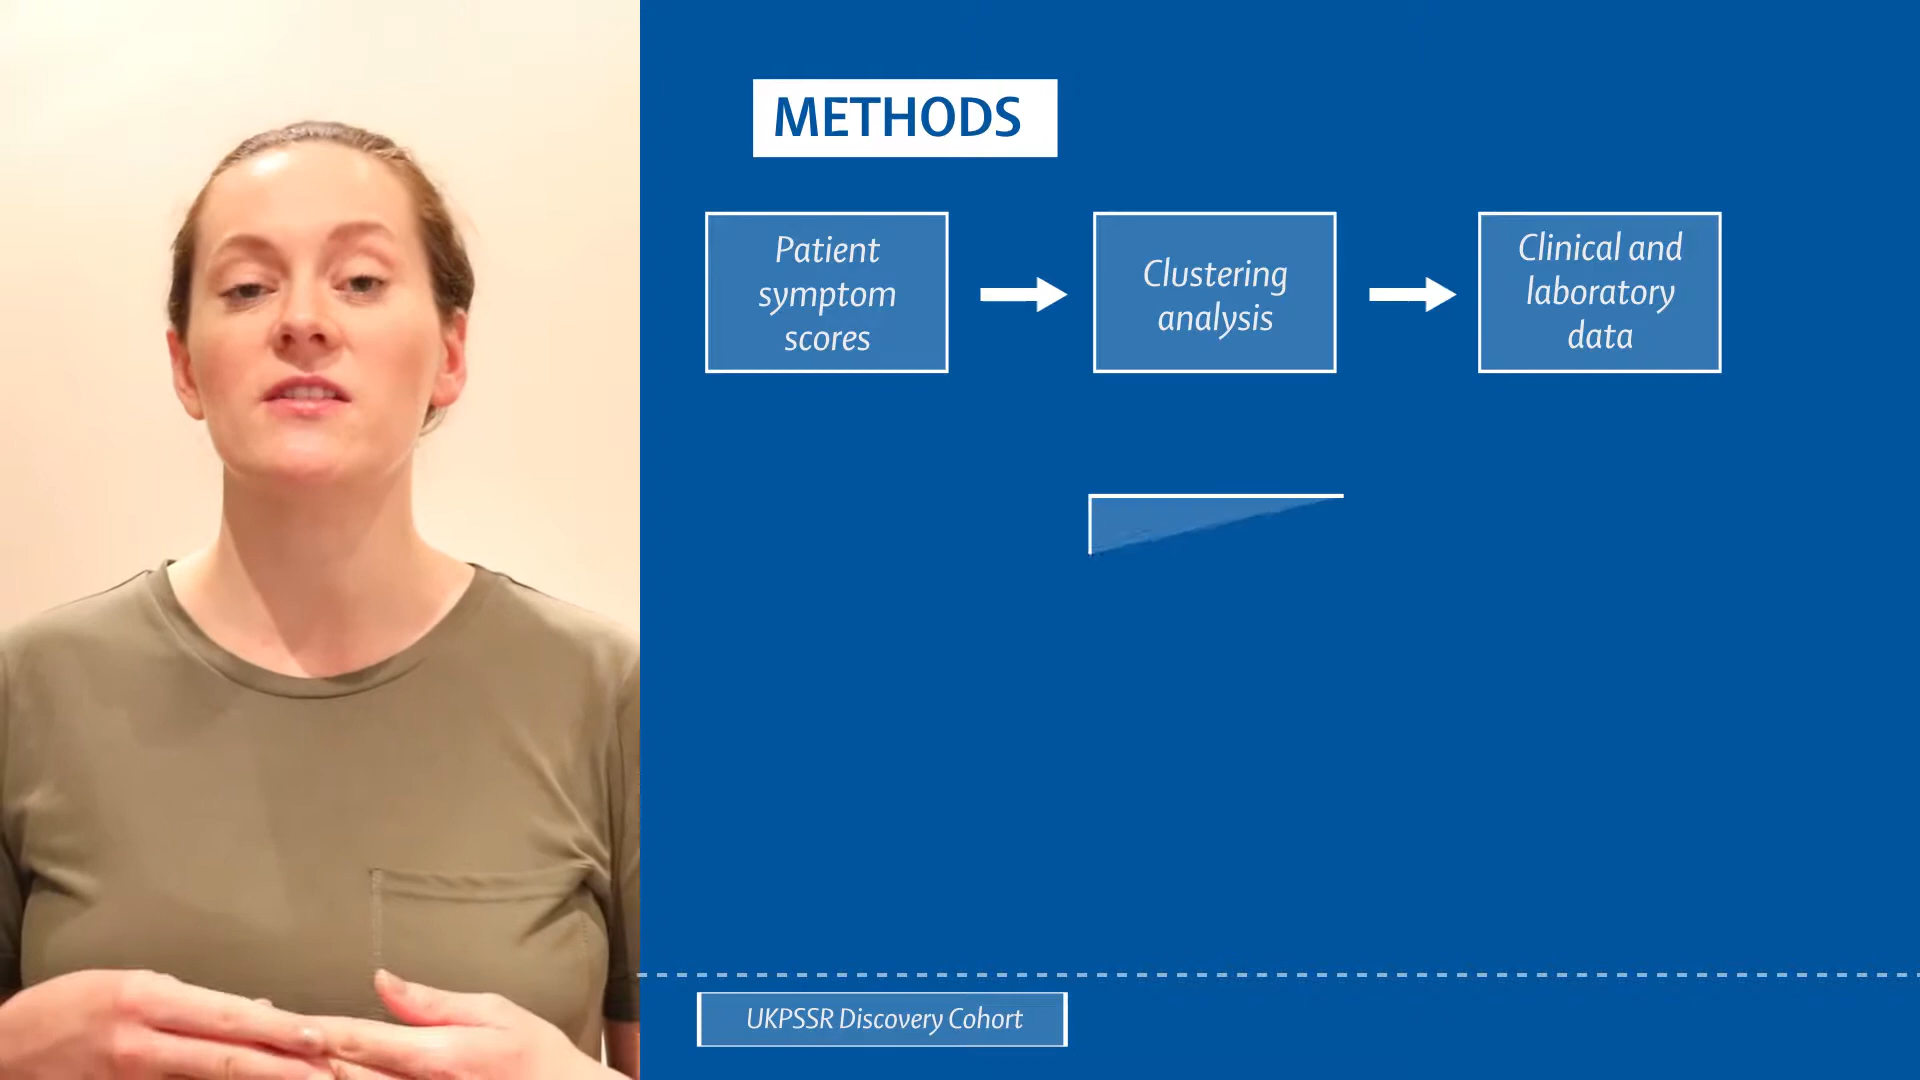 METHODS
Patient
symptom
scores
Clustering
analysis
Clinical and
laboratory
data
UKPSSR Discovery Cohort